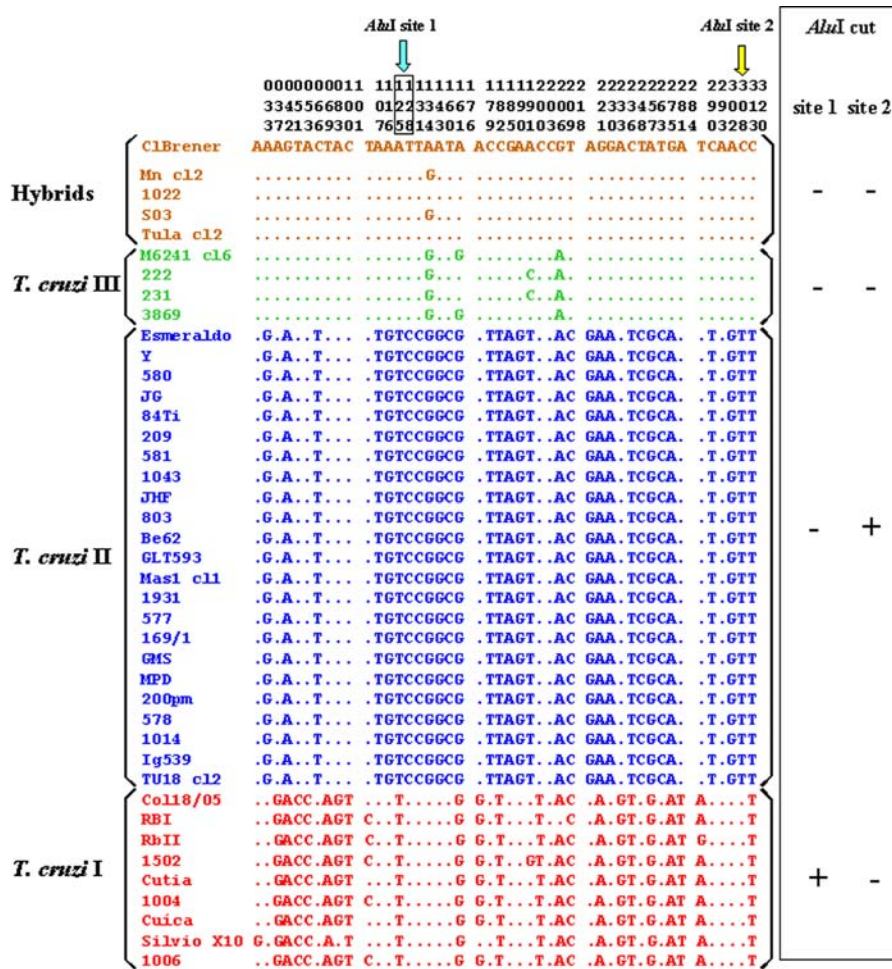 AluI site 1
AluI site 2
AluI cut
0000000011 1111111111 1111122222 2222222222 223333
3345566800 0122334667 7889900001 2333456788 990012
3721369301 7658143016 9250103698 1036873514 032830
site 1 site 2
ClBrener AAAGTACTAC TAAATTAATA ACCGAACCGT AGGACTATGA TCAACC
Mn cl2 .......... ......G... .......... .......... ......
Hybrids 1022 .......... .......... .......... .......... ...... - -
S03 .......... ......G... .......... .......... ......
Tula cl2 .......... .......... .......... .......... ......
M6241 cl6 .......... ......G..G ........A. .......... ......
T. cruzi III 222 .......... ......G... .....C..A. .......... ...... - -
231 .......... ......G... .....C..A. .......... ......
3869 .......... ......G..G ........A. .......... ......
Esmeraldo .G.A..T... .TGTCCGGCG .TTAGT..AC GAA.TCGCA. .T.GTT
Y .G.A..T... .TGTCCGGCG .TTAGT..AC GAA.TCGCA. .T.GTT
580 .G.A..T... .TGTCCGGCG .TTAGT..AC GAA.TCGCA. .T.GTT
JG .G.A..T... .TGTCCGGCG .TTAGT..AC GAA.TCGCA. .T.GTT
84Ti .G.A..T... .TGTCCGGCG .TTAGT..AC GAA.TCGCA. .T.GTT
209 .G.A..T... .TGTCCGGCG .TTAGT..AC GAA.TCGCA. .T.GTT
581 .G.A..T... .TGTCCGGCG .TTAGT..AC GAA.TCGCA. .T.GTT
1043 .G.A..T... .TGTCCGGCG .TTAGT..AC GAA.TCGCA. .T.GTT
JHF .G.A..T... .TGTCCGGCG .TTAGT..AC GAA.TCGCA. .T.GTT
803 .G.A..T... .TGTCCGGCG .TTAGT..AC GAA.TCGCA. .T.GTT - +
Be62 .G.A..T... .TGTCCGGCG .TTAGT..AC GAA.TCGCA. .T.GTT
T. cruzi II GLT593 .G.A..T... .TGTCCGGCG .TTAGT..AC GAA.TCGCA. .T.GTT
Mas1 cl1 .G.A..T... .TGTCCGGCG .TTAGT..AC GAA.TCGCA. .T.GTT
1931 .G.A..T... .TGTCCGGCG .TTAGT..AC GAA.TCGCA. .T.GTT
577 .G.A..T... .TGTCCGGCG .TTAGT..AC GAA.TCGCA. .T.GTT
169/1 .G.A..T... .TGTCCGGCG .TTAGT..AC GAA.TCGCA. .T.GTT
GMS .G.A..T... .TGTCCGGCG .TTAGT..AC GAA.TCGCA. .T.GTT
MPD .G.A..T... .TGTCCGGCG .TTAGT..AC GAA.TCGCA. .T.GTT
200pm .G.A..T... .TGTCCGGCG .TTAGT..AC GAA.TCGCA. .T.GTT
578 .G.A..T... .TGTCCGGCG .TTAGT..AC GAA.TCGCA. .T.GTT
1014 .G.A..T... .TGTCCGGCG .TTAGT..AC GAA.TCGCA. .T.GTT
Ig539 .G.A..T... .TGTCCGGCG .TTAGT..AC GAA.TCGCA. .T.GTT
TU18 cl2 .G.A..T... .TGTCCGGCG .TTAGT..AC GAA.TCGCA. .T.GTT
Col18/05 ..GACC.AGT ...T.....G G.T...T.AC .A.GT.G.AT A....T
RBI ..GACC.AGT C..T.....G G.T...T..C .A.GT.G.AT A....T
RbII ..GACC.AGT C..T.....G G.T...T.AC .A.GT.G.AT G....T
1502 ..GACC.AGT C..T.....G G.T..GT.AC .A.GT.G.AT A....T
T. cruzi I Cutia ..GACC.AGT ...T.....G G.T...T.AC .A.GT.G.AT A....T + -
1004 ..GACC.AGT C..T.....G G.T...T.AC .A.GT.G.AT A....T
Cuica ..GACC.AGT ...T.....G G.T...T.AC .A.GT.G.AT A....T
Silvio X10 G.GACC.A.T ...T.....G ..T...T.AC .A.GT.G.AT A....T
1006 ..GACC.AGT C..T.....G G.T...T.AC .A.GT.G.AT A....T